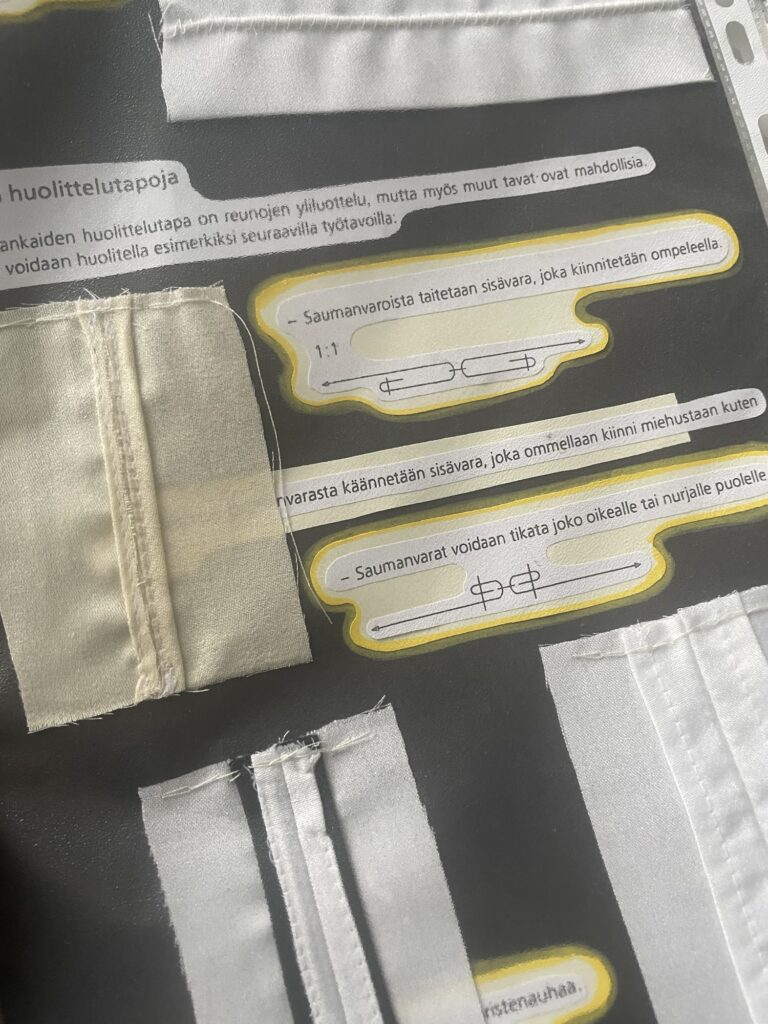 huolittelutapoja
ankaiden huolittelutapa on reunojen yliluottelu, mutta myös muut tavat ovat mahdollisia.
voidaan huolitella esimerkiksi seuraavilla työtavoilla:
– Saumanvaroista taitetaan sisävara, joka kiinnitetään ompeleella.
1:1
nvarasta käännetään sisävara, joka ommellaan kiinni miehustaan kuten
– Saumanvarat voidaan tikata joko oikealle tai nurjalle puolelle
ristenauhaa.